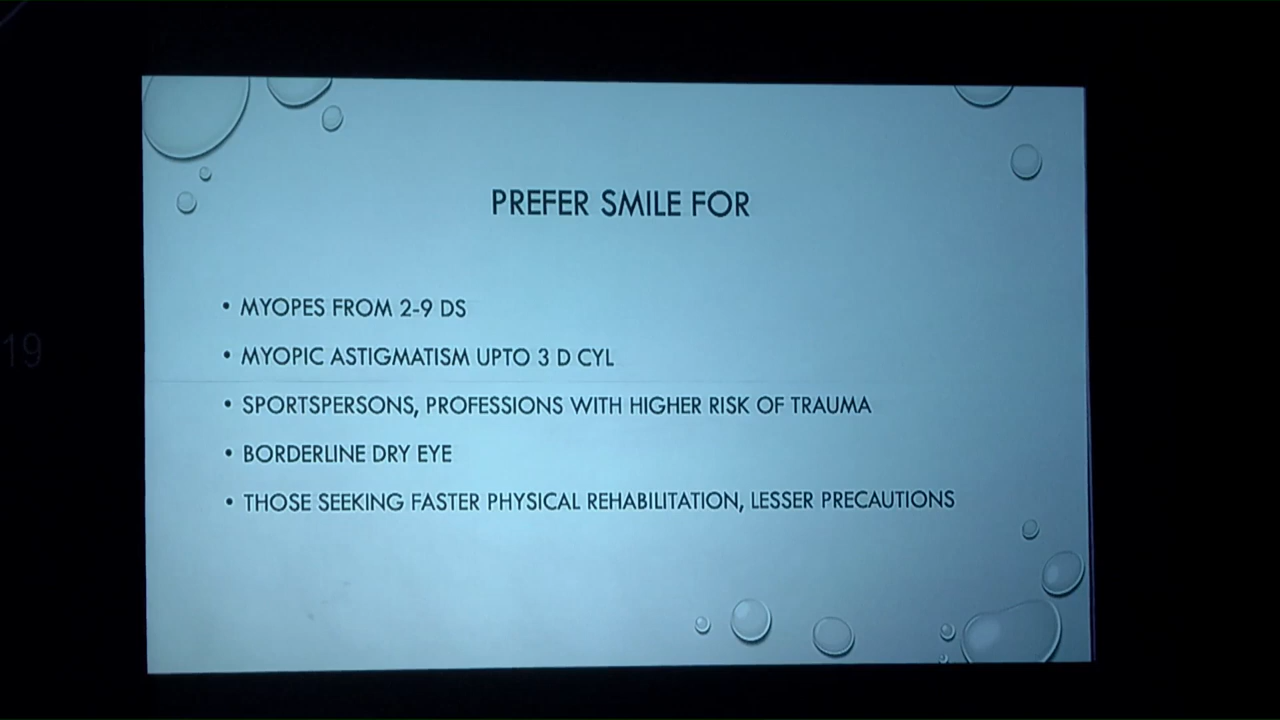 PREFER SMILE FOR
• MYOPES FROM 2-9 DS
• MYOPIC ASTIGMATISM UPTO 3 D CYL
• SPORTSPERSONS, PROFESSIONS WITH HIGHER RISK OF TRAUMA
• BORDERLINE DRY EYE
• THOSE SEEKING FASTER PHYSICAL REHABILITATION, LESSER PRECAUTIONS
19